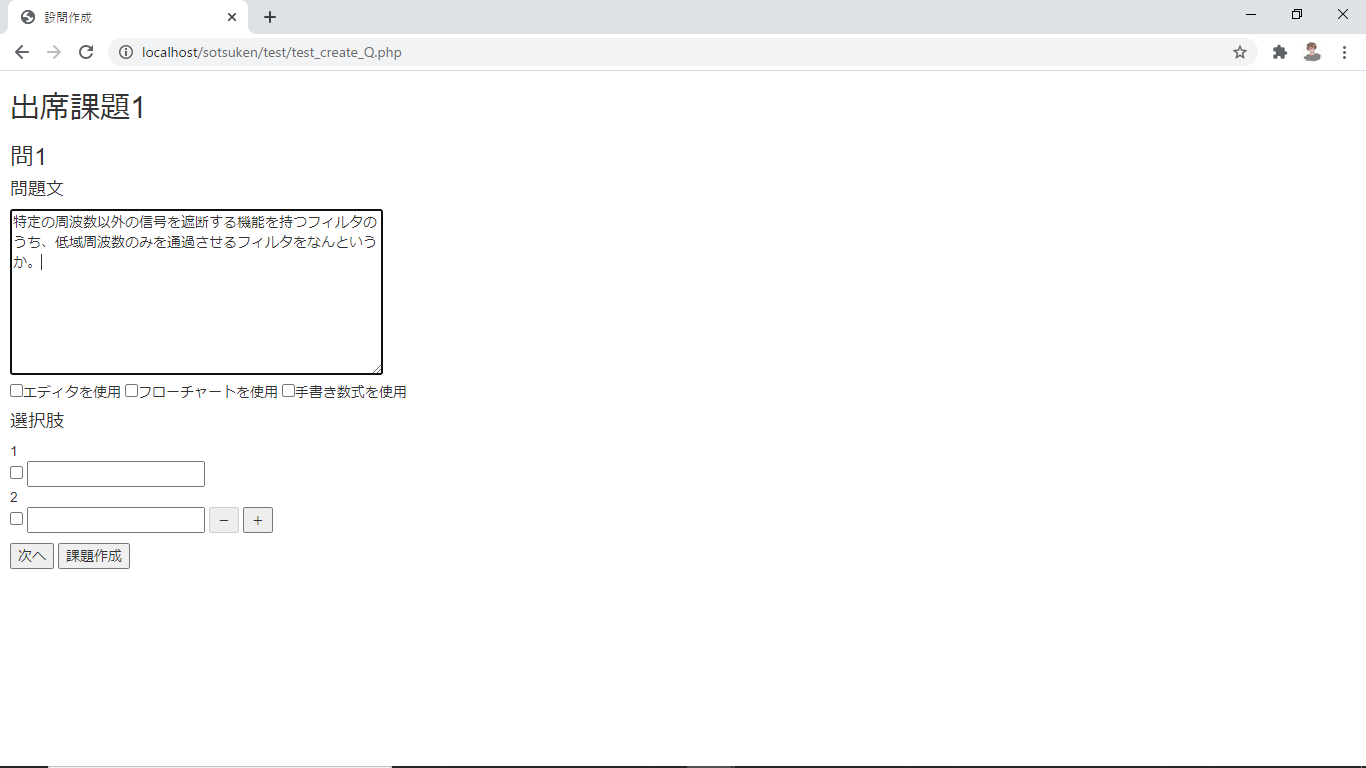 設問作成
localhost/sotsuken/test/test_create_Q.php
出席課題1
問1
問題文
特定の周波数以外の信号を遮断する機能を持つフィルタの
うち、低域周波数のみを通過させるフィルタをなんという
か。
エディタを使用 フローチャートを使用 手書き数式を使用
選択肢
1
2
− +
次へ 課題作成